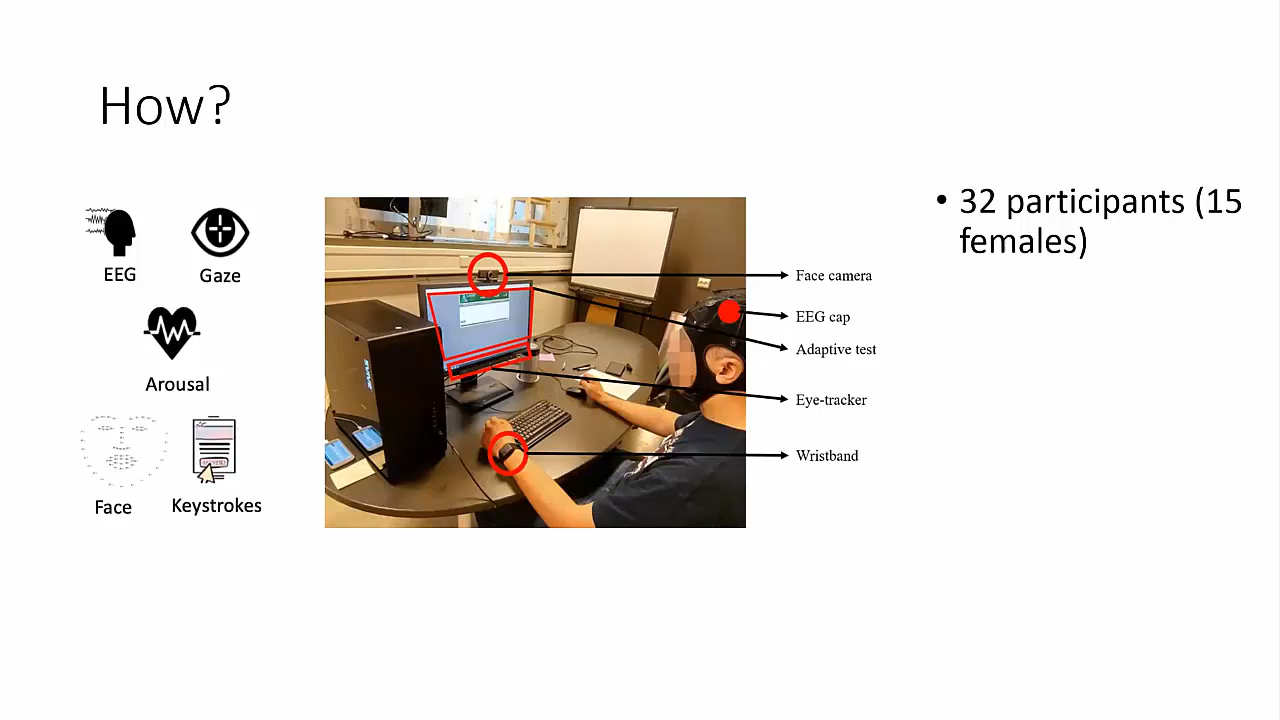 How?
EEG
Gaze
Arousal
Face
Keystrokes
Face camera
EEG cap
Adaptive test
Eye-tracker
Wristband
• 32 participants (15
females)